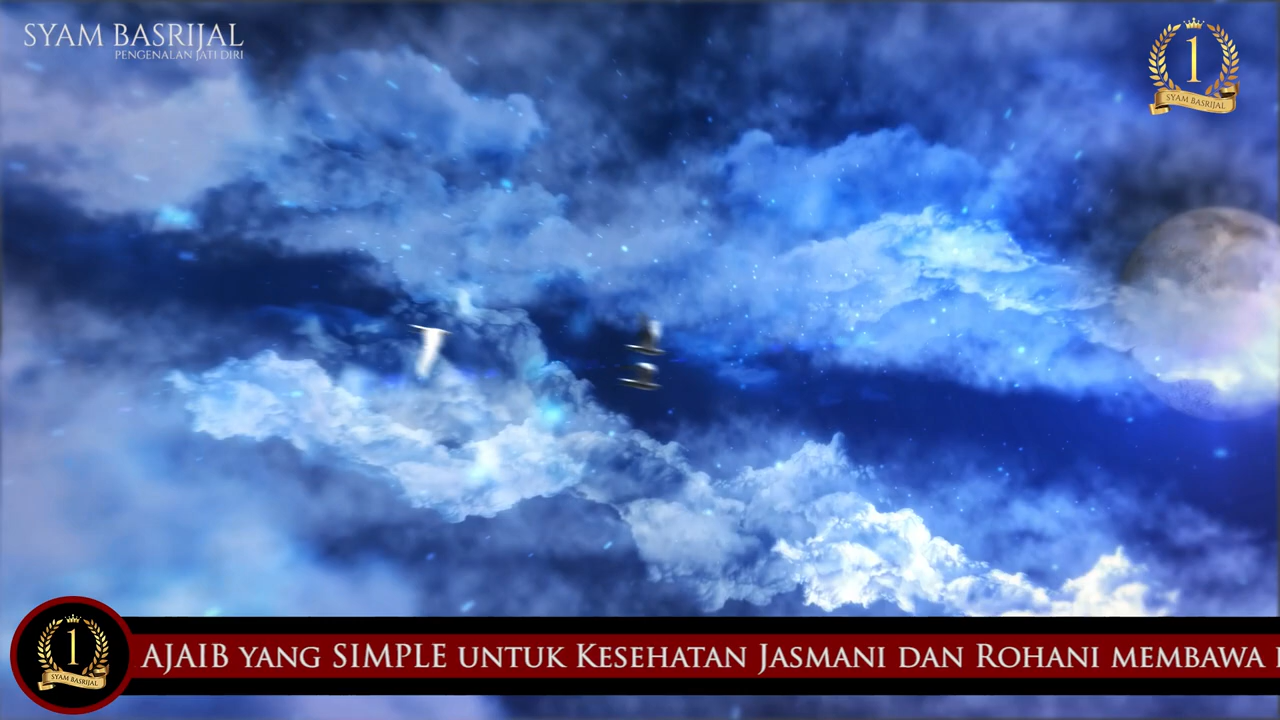 SYAM BASRIJAL
PENGENALAN JATI DIRI
1
SYAM BASRIJAL
1
SYAM BASRIJAL
AJAIB YANG SIMPLE UNTUK KESEHATAN JASMANI DAN ROHANI MEMBAWA